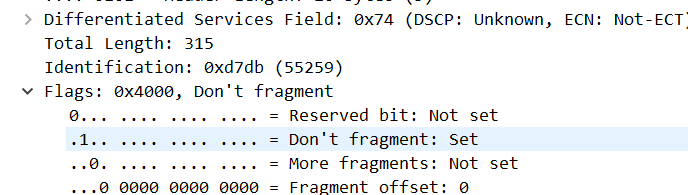 Differentiated Services Field: 0x74 (DSCP: Unknown, ECN: Not-ECT)
Total Length: 315
Identification: 0xd7db (55259)
Flags: 0x4000, Don't fragment
0... .... .... .... = Reserved bit: Not set
.1.. .... .... .... = Don't fragment: Set
..0. .... .... .... = More fragments: Not set
...0 0000 0000 0000 = Fragment offset: 0